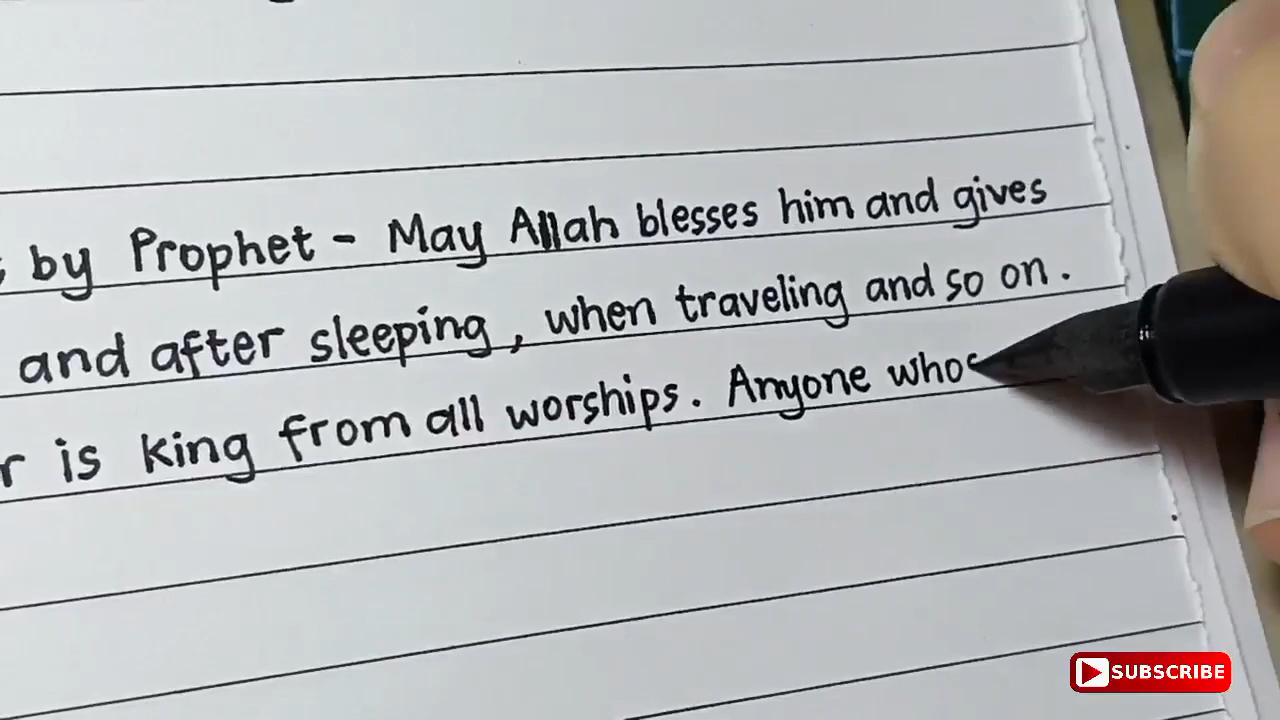 by Prophet - May Allah blesses him and gives
and after sleeping, when traveling and so on.
is king from all worships. Anyone who
SUBSCRIBE